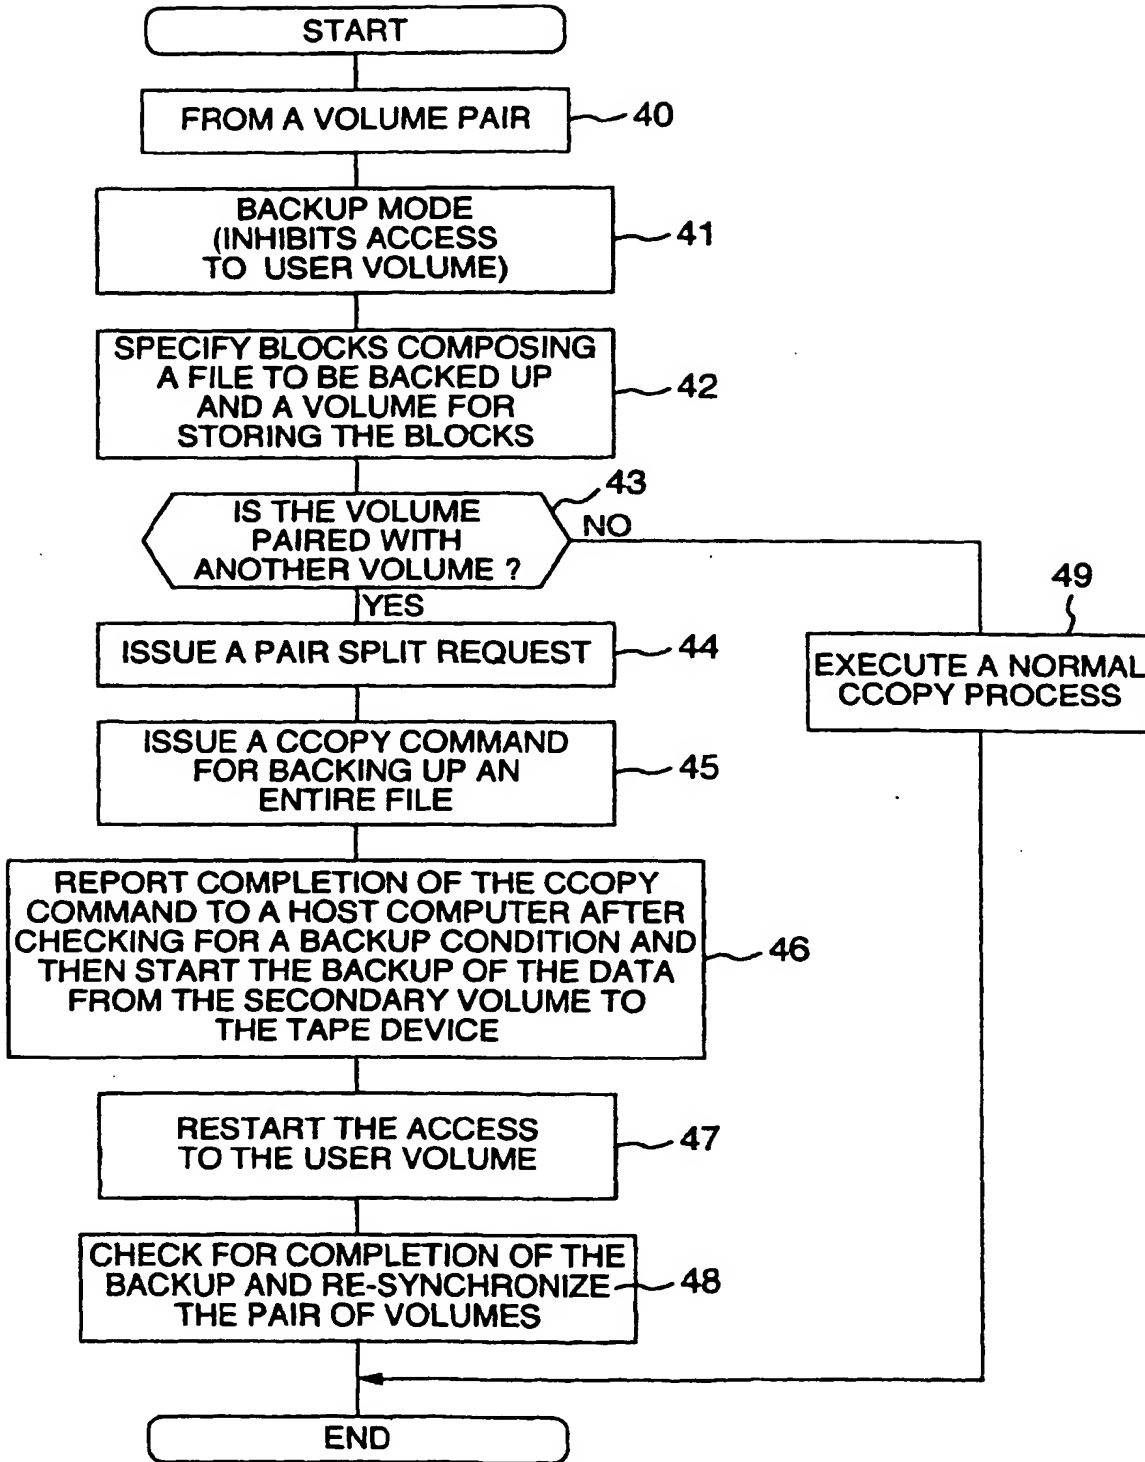 START
FROM A VOLUME PAIR
40
BACKUP MODE
(INHIBITS ACCESS
TO USER VOLUME)
41
SPECIFY BLOCKS COMPOSING
A FILE TO BE BACKED UP
AND A VOLUME FOR
STORING THE BLOCKS
42
IS THE VOLUME
PAIRED WITH
ANOTHER VOLUME ?
43
NO
YES
49
EXECUTE A NORMAL
CCOPY PROCESS
ISSUE A PAIR SPLIT REQUEST
44
ISSUE A CCOPY COMMAND
FOR BACKING UP AN
ENTIRE FILE
45
REPORT COMPLETION OF THE CCOPY
COMMAND TO A HOST COMPUTER AFTER
CHECKING FOR A BACKUP CONDITION AND
THEN START THE BACKUP OF THE DATA
FROM THE SECONDARY VOLUME TO
THE TAPE DEVICE
46
RESTART THE ACCESS
TO THE USER VOLUME
47
CHECK FOR COMPLETION OF THE
BACKUP AND RE-SYNCHRONIZE
THE PAIR OF VOLUMES
48
END